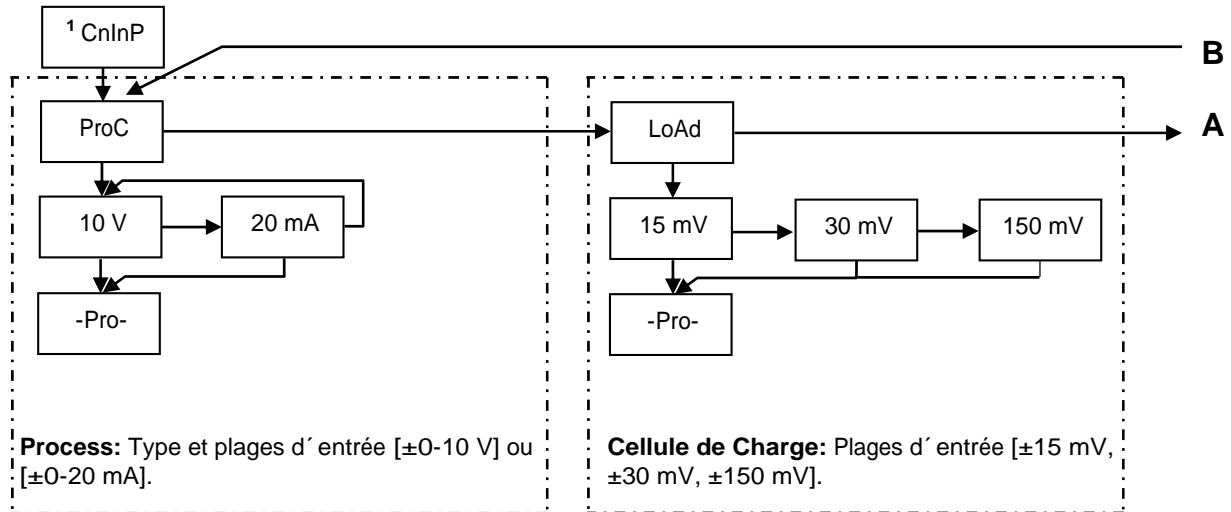 ¹ CnInP
B
ProC
LoAd
A
10 V
20 mA
15 mV
30 mV
150 mV
-Pro-
-Pro-
Process: Type et plages d´ entrée [±0-10 V] ou
[±0-20 mA].
Cellule de Charge: Plages d´ entrée [±15 mV,
±30 mV, ±150 mV].